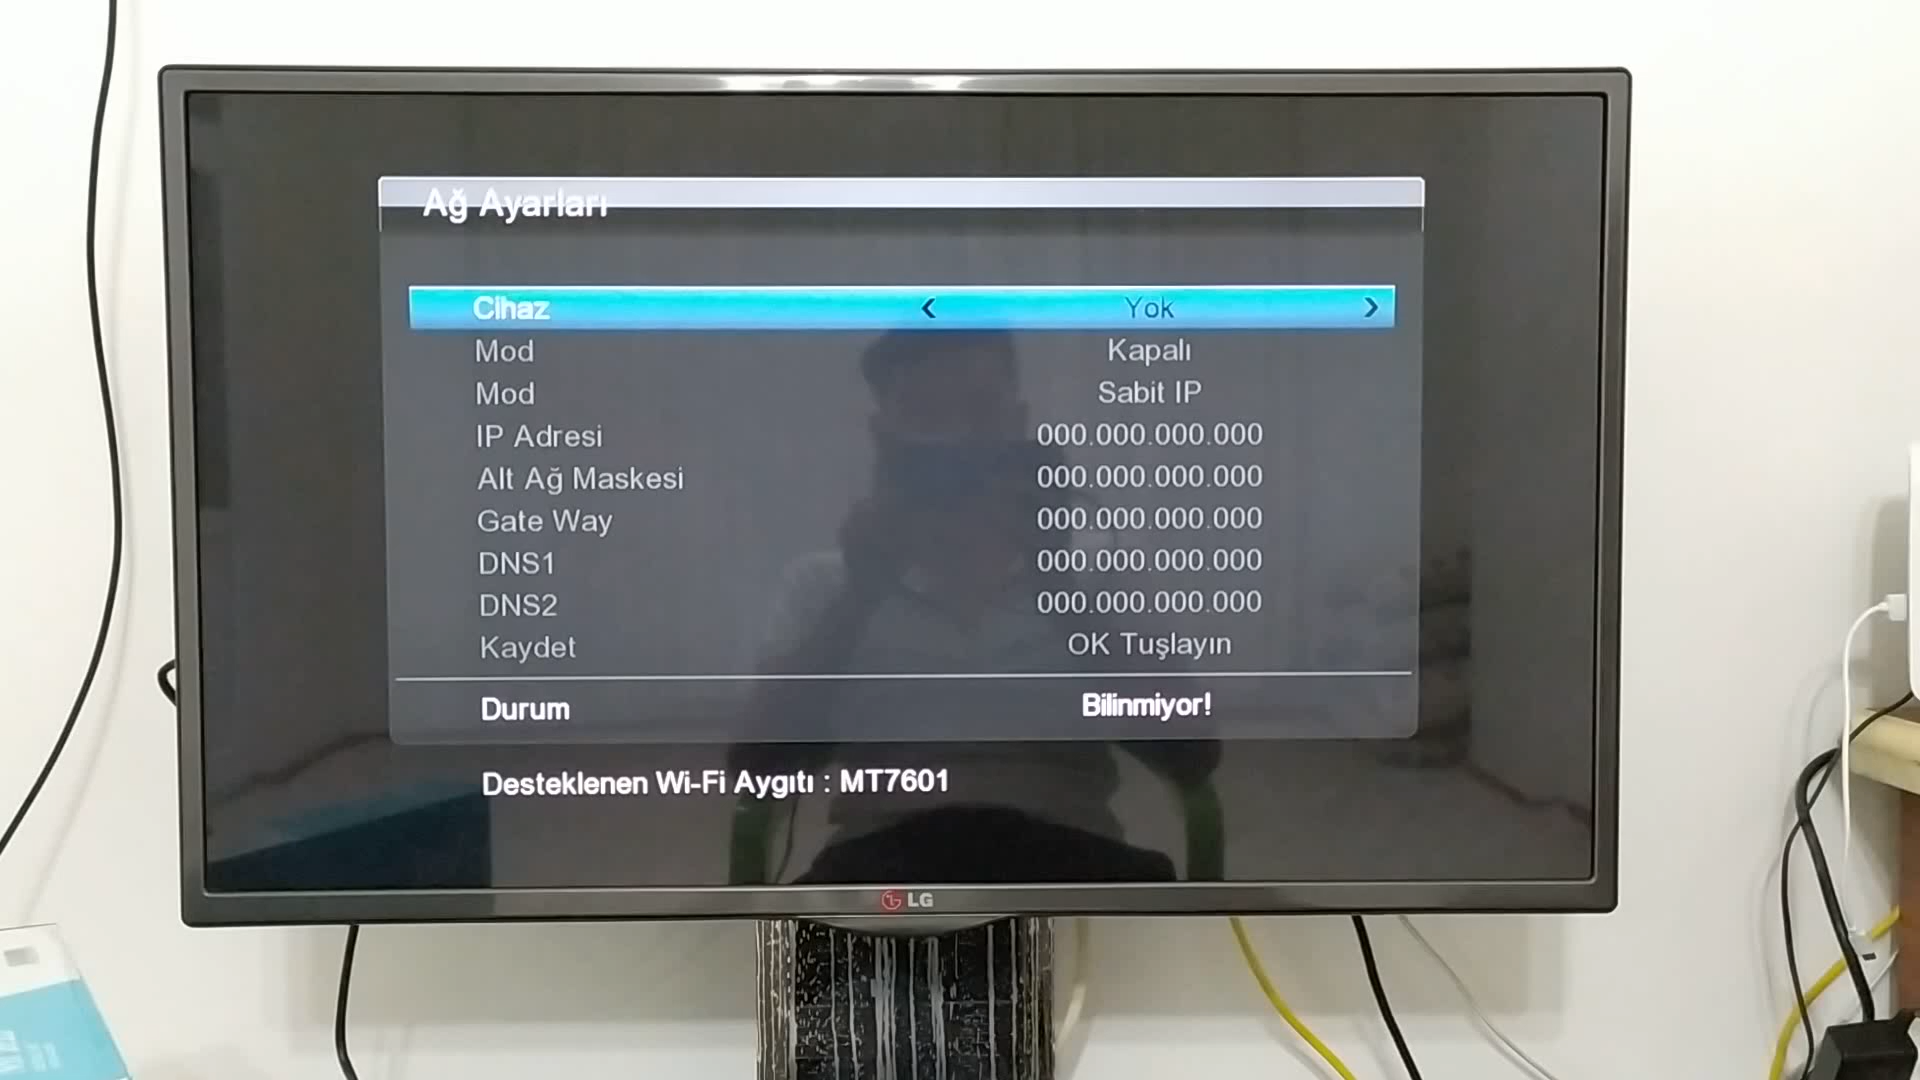 Ağ Ayarları
Cihaz < Yok >
Mod Kapalı
Mod Sabit IP
IP Adresi 000.000.000.000
Alt Ağ Maskesi 000.000.000.000
Gate Way 000.000.000.000
DNS1 000.000.000.000
DNS2 000.000.000.000
Kaydet OK Tuşlayın
Durum Bilinmiyor!
Desteklenen Wi-Fi Aygıtı : MT7601
LG